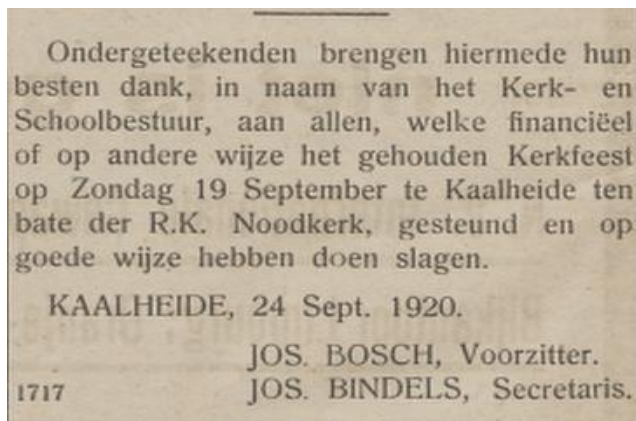 Ondergeteekenden brengen hiermede hun
besten dank, in naam van het Kerk- en
Schoolbestuur, aan allen, welke financiëel
of op andere wijze het gehouden Kerkfeest
op Zondag 19 September te Kaalheide ten
bate der R.K. Noodkerk, gesteund en op
goede wijze hebben doen slagen.
KAALHEIDE, 24 Sept. 1920.
JOS. BOSCH, Voorzitter.
1717 JOS. BINDELS, Secretaris.